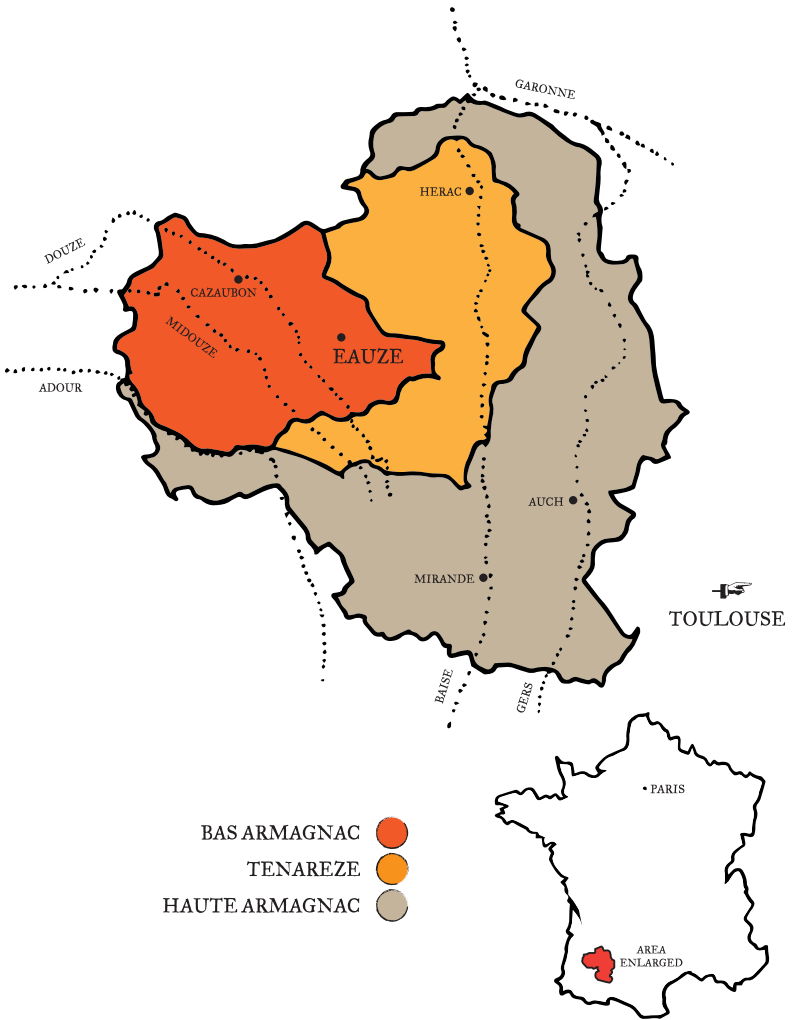 GARONNE
HERAC
DOUZE
CAZAUBON
MIDOUZE
EAUZE
ADOUR
AUCH
MIRANDE
TOULOUSE
BAISE
GERS
PARIS
BAS ARMAGNAC
TENAREZE
HAUTE ARMAGNAC
AREA
ENLARGED